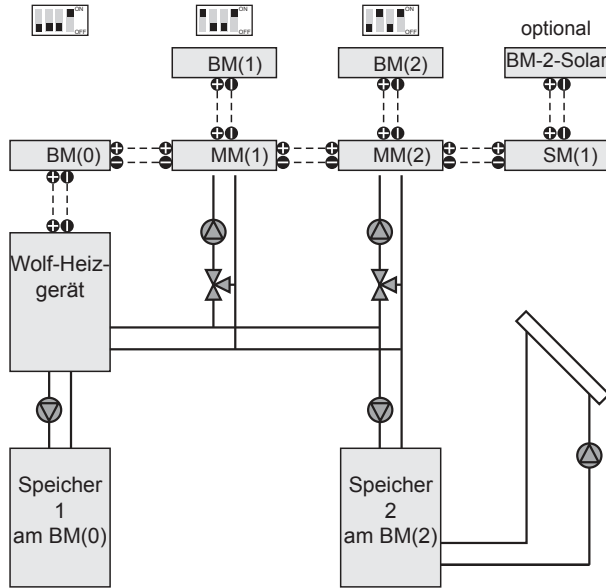 ON
OFF
ON
OFF
ON
OFF
optional
BM(1)
BM(2)
BM-2-Solar
BM(0)
MM(1)
MM(2)
SM(1)
Wolf-Heiz-
gerät
Speicher
1
am BM(0)
Speicher
2
am BM(2)